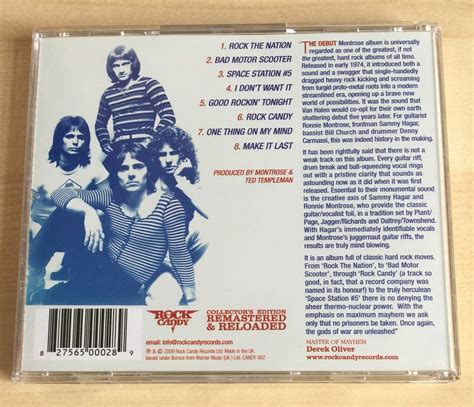 1. ROCK THE NATION
2. BAD MOTOR SCOOTER
3. SPACE STATION #5
4. I DON'T WANT IT
5. GOOD ROCKIN' TONIGHT
6. ROCK CANDY
7. ONE THING ON MY MIND
8. MAKE IT LAST
PRODUCED BY MONTROSE &
TED TEMPLEMAN
THE DEBUT Montrose album is universally
regarded as one of the greatest, if not
the greatest, hard rock albums of all time.
Released in early 1974, it introduced both a
sound and a swagger that single-handedly
dragged heavy rock kicking and screaming
from turgid proto-metal roots into a modern
streamlined era, opening up a brave new
world of possibilities. It was the sound that
Van Halen would co-opt for their own earth
shattering debut five years later. For guitarist
Ronnie Montrose, frontman Sammy Hagar,
bassist Bill Church and drummer Denny
Carmassi, this was indeed history in the making.
It has been rightfully said that there is not a
weak track on this album. Every guitar riff,
drum break and ball-squeezing vocal rings
out with a pristine clarity that sounds as
astounding now as it did when it was first
released. Essential to their monumental sound
is the creative axis of Sammy Hagar and
Ronnie Montrose, who provide the classic
guitar/vocalist foil, in a tradition set by Plant/
Page, Jagger/Richards and Daltrey/Townshend.
With Hagar's immediately identifiable vocals
and Montrose's juggernaut guitar riffs, the
results are truly mind blowing.
It is an album full of classic hard rock moves.
From 'Rock The Nation', to 'Bad Motor
Scooter', through 'Rock Candy' (a track so
good, in fact, that a record company was
named in its honour!) to the truly herculean
'Space Station #5' there is no denying the
sheer thermo-nuclear power. With the
emphasis on maximum mayhem we ask
only that no prisoners be taken. Once again,
the gods of war are unleashed"
MASTER OF MAYHEM
Derek Oliver
www.rockcandyrecords.com
ROCK
CANDY
COLLECTOR'S EDITION
REMASTERED
& RELOADED
email: info@rockcandyrecords.com
℗ & © 2009 Rock Candy Records Ltd. Made in the UK.
Issued under licence from Warner Music (UK) Ltd. CANDY 062
8 27565 00028 9